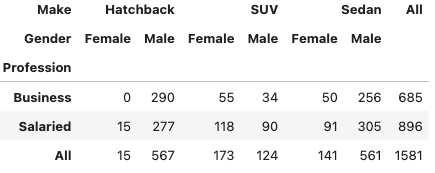 Make Hatchback SUV Sedan All
Gender Female Male Female Male Female Male
Profession
Business 0 290 55 34 50 256 685
Salaried 15 277 118 90 91 305 896
All 15 567 173 124 141 561 1581